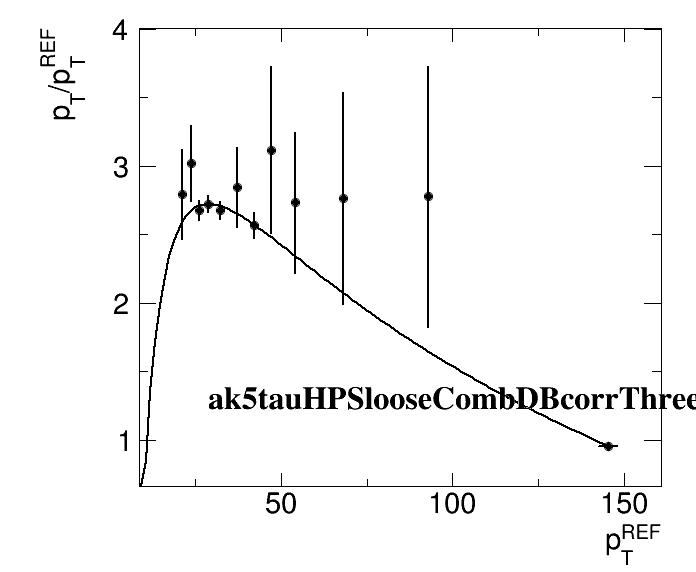 4
p_T/p_T^REF
3
2
ak5tauHPSlooseCombDBcorrThree
1
50 100 150
p_T^REF